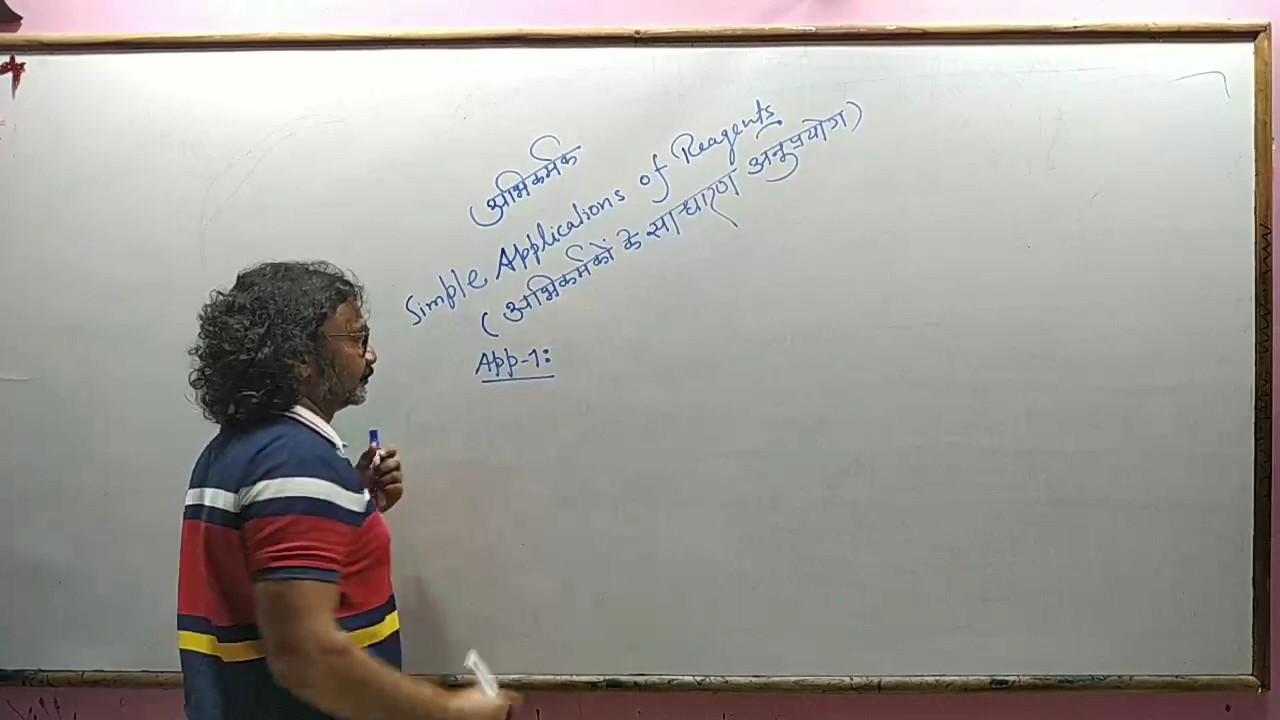 (अभिकर्मक
Simple Applications of Reagents
(अभिकर्मकों के साधारण अनुप्रयोग)
App-1: